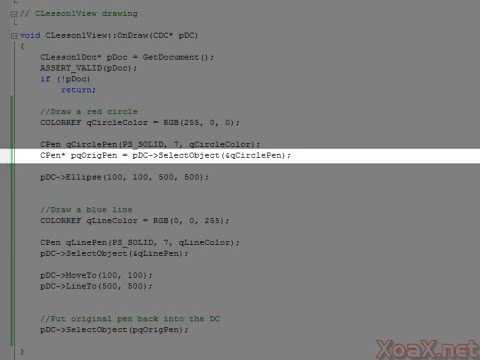 // CLesson1View drawing
void CLesson1View::OnDraw(CDC* pDC)
{
CLesson1Doc* pDoc = GetDocument();
ASSERT_VALID(pDoc);
if (!pDoc)
return;
//Draw a red circle
COLORREF qCircleColor = RGB(255, 0, 0);
CPen qCirclePen(PS_SOLID, 7, qCircleColor);
CPen* pqOrigPen = pDC->SelectObject(&qCirclePen);
pDC->Ellipse(100, 100, 500, 500);
//Draw a blue line
COLORREF qLineColor = RGB(0, 0, 255);
CPen qLinePen(PS_SOLID, 7, qLineColor);
pDC->SelectObject(&qLinePen);
pDC->MoveTo(100, 100);
pDC->LineTo(500, 500);
//Put original pen back into the DC
pDC->SelectObject(pqOrigPen);
}
XoaX.net